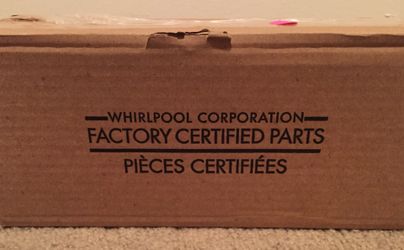 WHIRLPOOL CORPORATION
FACTORY CERTIFIED PARTS
PIÈCES CERTIFIÉES